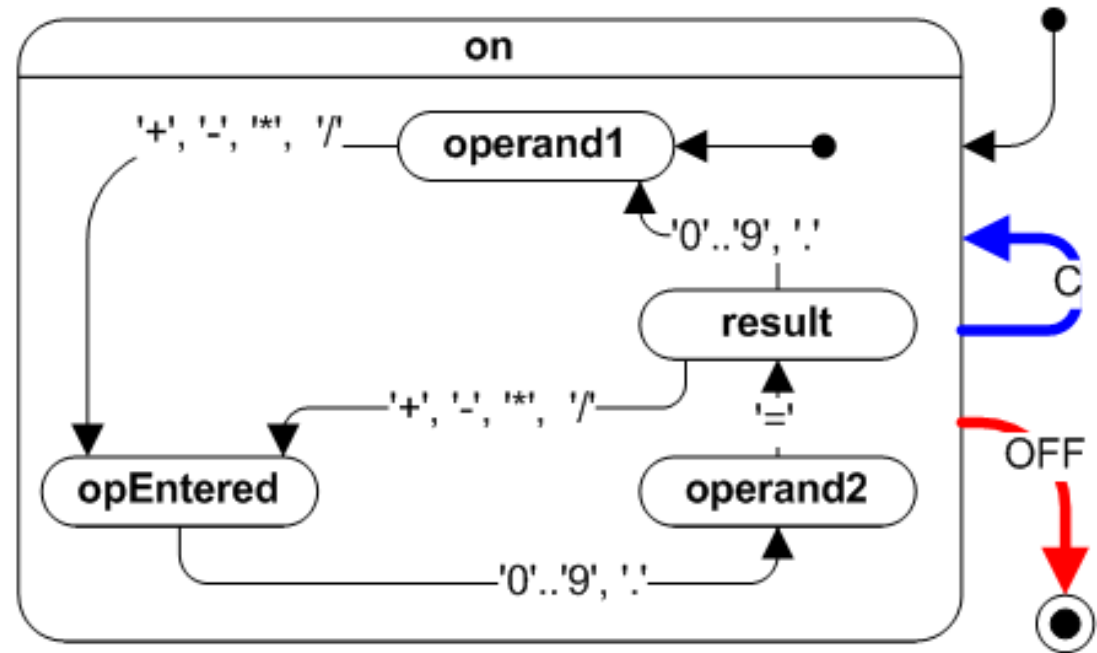 on
'+', '-', '*', '/'
operand1
'0'..'9', '.'
C
result
'+', '-', '*', '/'
'='
OFF
opEntered
operand2
'0'..'9', '.'